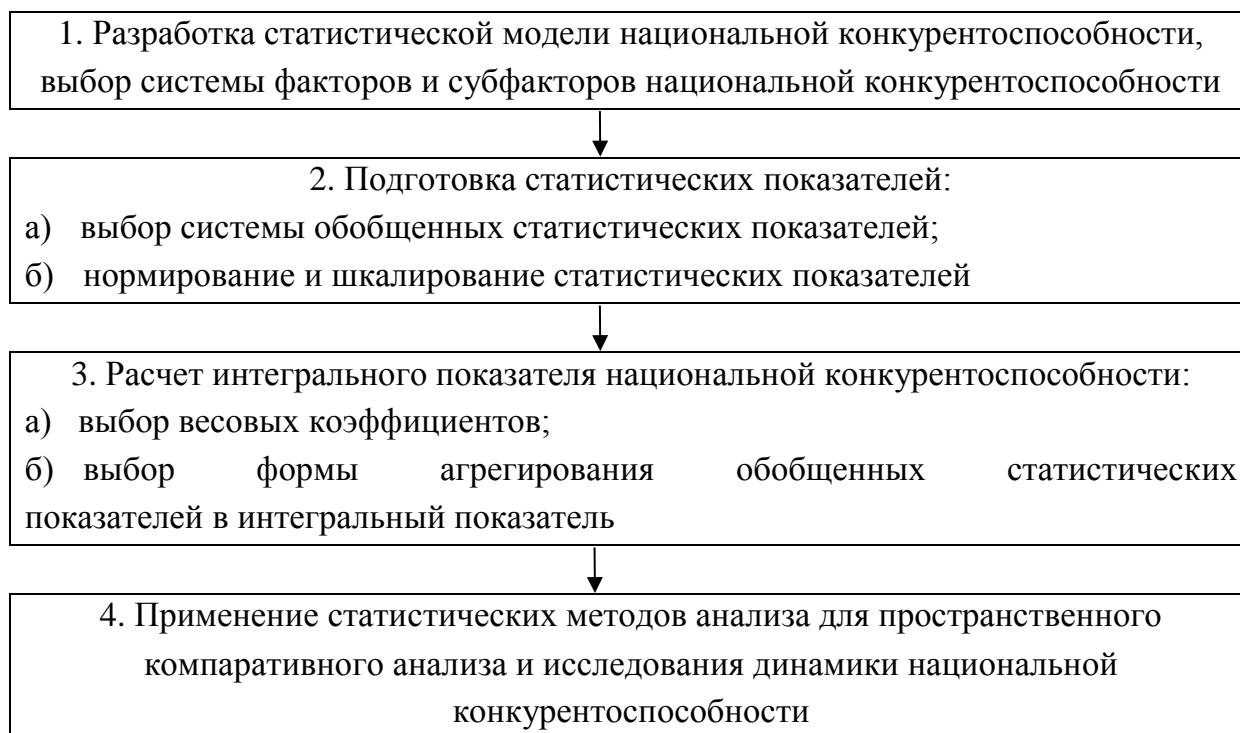 1. Разработка статистической модели национальной конкурентоспособности,
выбор системы факторов и субфакторов национальной конкурентоспособности
2. Подготовка статистических показателей:
а) выбор системы обобщенных статистических показателей;
б) нормирование и шкалирование статистических показателей
3. Расчет интегрального показателя национальной конкурентоспособности:
а) выбор весовых коэффициентов;
б) выбор формы агрегирования обобщенных статистических
показателей в интегральный показатель
4. Применение статистических методов анализа для пространственного
компаративного анализа и исследования динамики национальной
конкурентоспособности